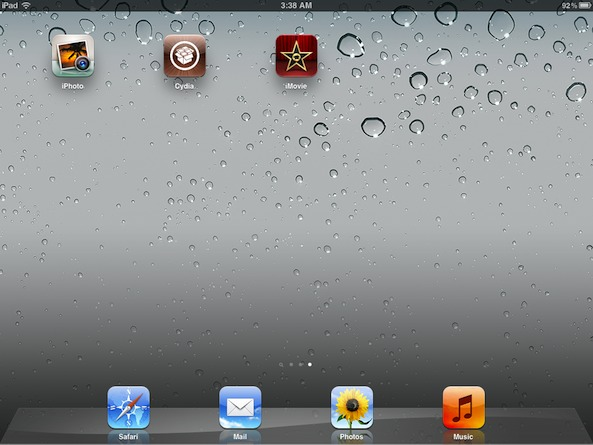 iPad 3:38 AM 92%
iPhoto Cydia iMovie
Safari Mail Photos Music